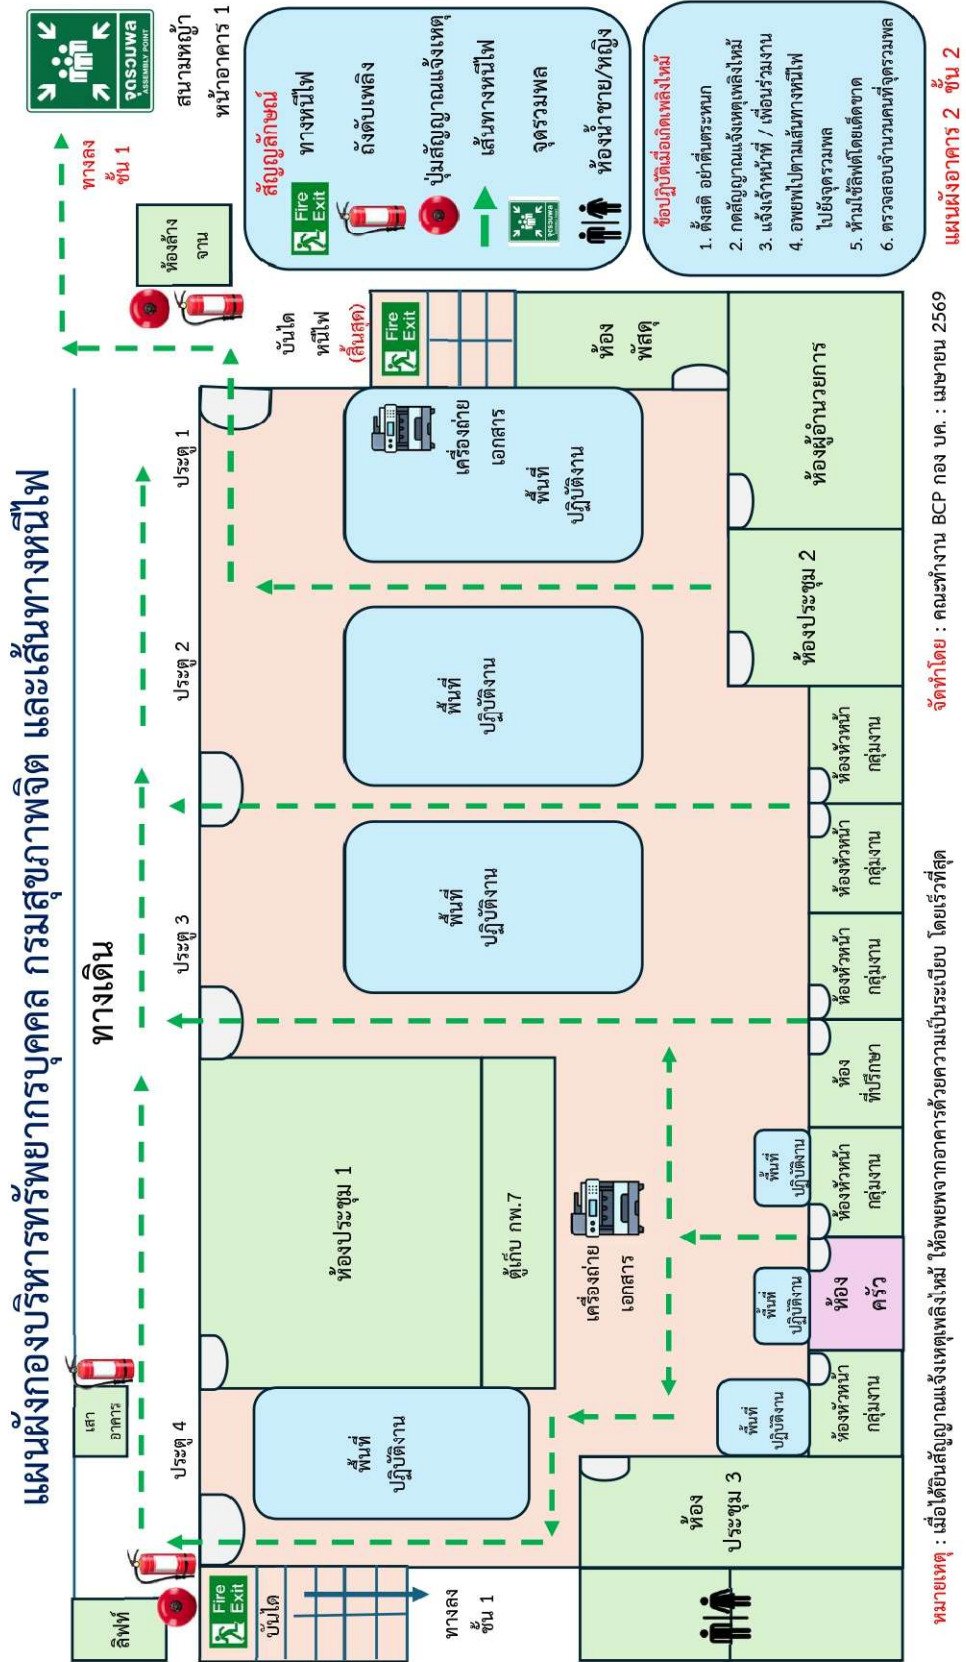 แผนผังกองบริหารทรัพยากรบุคคล กรมสุขภาพจิต และเส้นทางหนีไฟ
จุดรวมพล
ASSEMBLY POINT
สนามหญ้า
หน้าอาคาร 1
ทางลง
ชั้น 1
ทางเดิน
ลิฟท์
เสา
อาคาร
ห้องล้าง
จาน
ประตู 4
ประตู 3
ประตู 2
ประตู 1
Fire
Exit
บันได
ทางลง
ชั้น 1
พื้นที่
ปฏิบัติงาน
ห้องประชุม 1
ตู้เก็บ กพ.7
เครื่องถ่าย
เอกสาร
พื้นที่
ปฏิบัติงาน
พื้นที่
ปฏิบัติงาน
เครื่องถ่าย
เอกสาร
พื้นที่
ปฏิบัติงาน
บันได
หนีไฟ
(สิ้นสุด)
Fire
Exit
ห้อง
พัสดุ
ห้อง
ประชุม 3
พื้นที่
ปฏิบัติงาน
พื้นที่
ปฏิบัติงาน
พื้นที่
ปฏิบัติงาน
ห้องหัวหน้า
กลุ่มงาน
ห้อง
ครัว
ห้องหัวหน้า
กลุ่มงาน
ห้อง
ที่ปรึกษา
ห้องหัวหน้า
กลุ่มงาน
ห้องหัวหน้า
กลุ่มงาน
ห้องหัวหน้า
กลุ่มงาน
ห้องประชุม 2
ห้องผู้อำนวยการ
สัญญลักษณ์
Fire
Exit
ทางหนีไฟ
ถังดับเพลิง
ปุ่มสัญญาณแจ้งเหตุ
เส้นทางหนีไฟ
จุดรวมพล
จุดรวมพล
ห้องน้ำชาย/หญิง
ข้อปฏิบัติเมื่อเกิดเพลิงไหม้
1. ตั้งสติ อย่าตื่นตระหนก
2. กดสัญญาณแจ้งเหตุเพลิงไหม้
3. แจ้งเจ้าหน้าที่ / เพื่อนร่วมงาน
4. อพยพไปตามเส้นทางหนีไฟ
ไปยังจุดรวมพล
5. ห้ามใช้ลิฟต์โดยเด็ดขาด
6. ตรวจสอบจำนวนคนที่จุดรวมพล
หมายเหตุ : เมื่อได้ยินสัญญาณแจ้งเหตุเพลิงไหม้ ให้อพยพจากอาคารด้วยความเป็นระเบียบ โดยเร็วที่สุด
จัดทำโดย : คณะทำงาน BCP กอง บค. : เมษายน 2569
แผนผังอาคาร 2 ชั้น 2